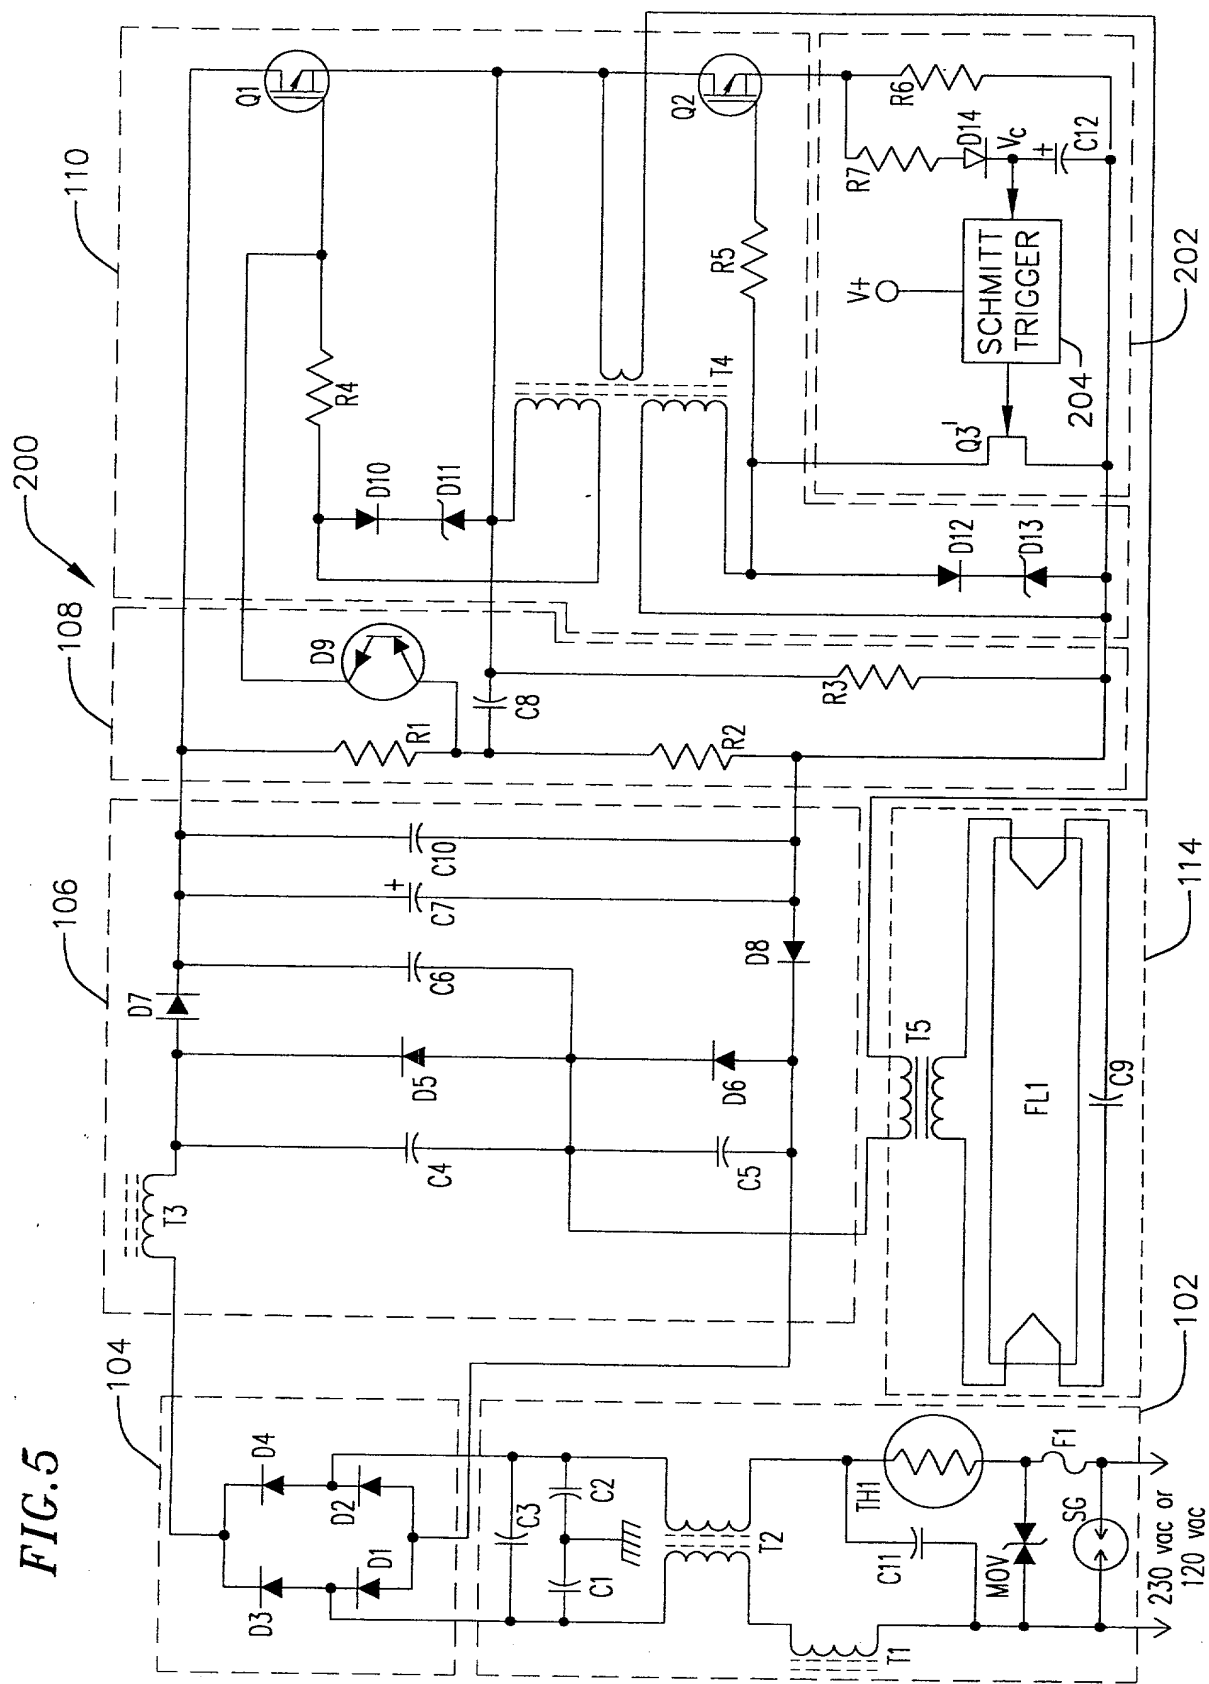 FIG.5
200
104
106
108
110
D3
D4
D1
D2
T3
C4
C5
D5
D6
D7
C6
C7
+
C10
D8
R1
R2
D9
C8
R3
D10
D11
R4
Q1
D12
D13
T4
R5
Q2
Q3'
SCHMITT
TRIGGER
204
V+
R7
D14
Vc
+
C12
R6
202
C3
C1
C2
T2
T1
C11
TH1
MOV
F1
SG
230 vac or
120 vac
102
T5
FL1
C9
114